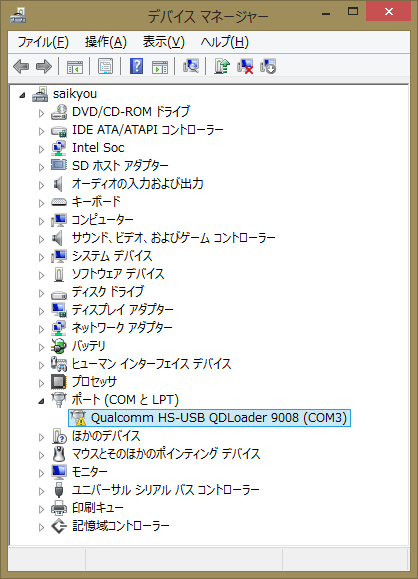 デバイス マネージャー
ファイル(F) 操作(A) 表示(V) ヘルプ(H)
saikyou
DVD/CD-ROM ドライブ
IDE ATA/ATAPI コントローラー
Intel Soc
SD ホスト アダプター
オーディオの入力および出力
キーボード
コンピューター
サウンド、ビデオ、およびゲーム コントローラー
システム デバイス
ソフトウェア デバイス
ディスク ドライブ
ディスプレイ アダプター
ネットワーク アダプター
バッテリ
ヒューマン インターフェイス デバイス
プロセッサ
ポート (COM と LPT)
Qualcomm HS-USB QDLoader 9008 (COM3)
ほかのデバイス
マウスとそのほかのポインティング デバイス
モニター
ユニバーサル シリアル バス コントローラー
印刷キュー
記憶域コントローラー